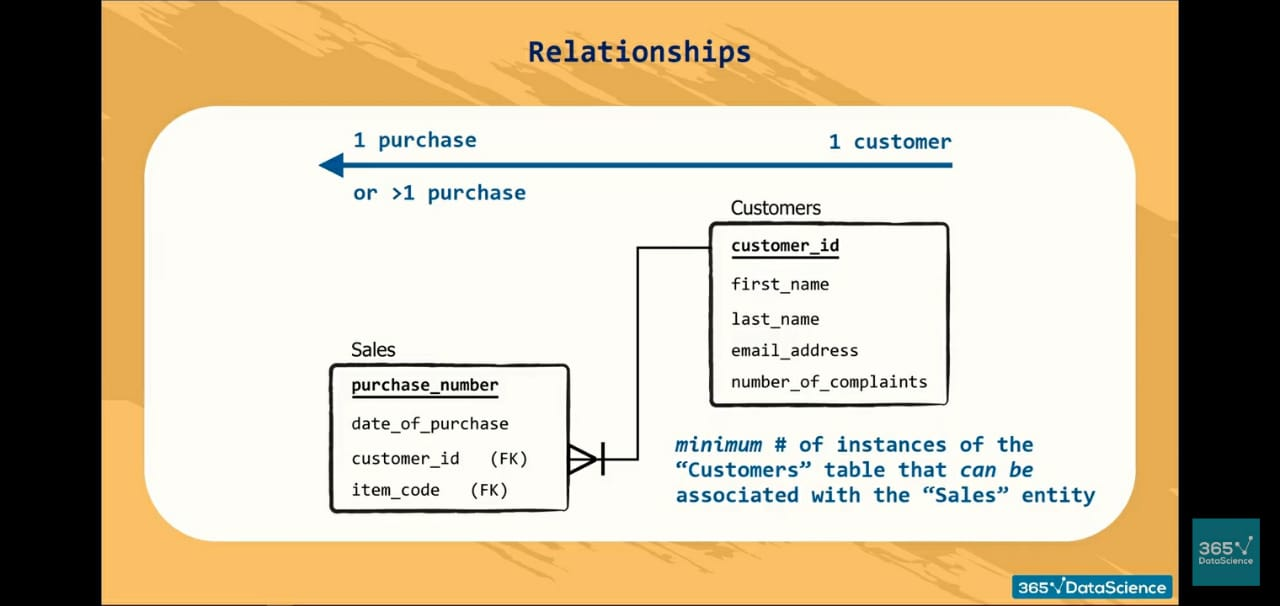 Relationships
1 purchase
1 customer
or >1 purchase
Customers
customer_id
first_name
last_name
email_address
number_of_complaints
Sales
purchase_number
date_of_purchase
customer_id (FK)
item_code (FK)
minimum # of instances of the
“Customers” table that can be
associated with the “Sales” entity
365
DataScience
365 DataScience